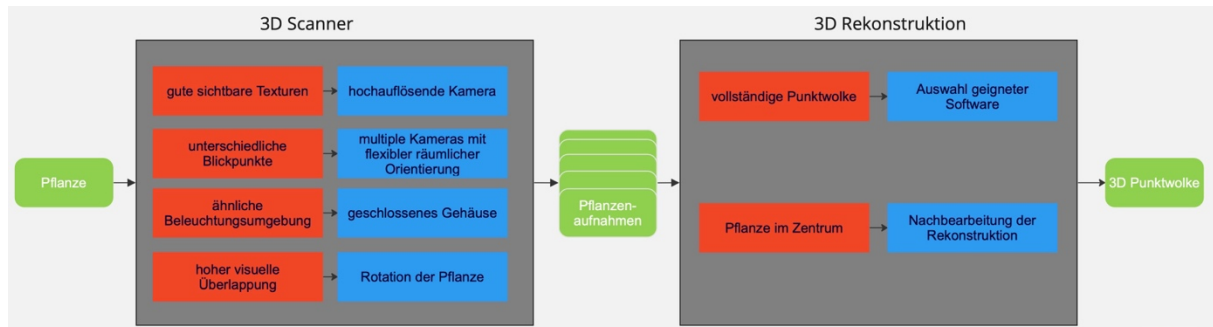 3D Scanner
3D Rekonstruktion
Pflanze
gute sichtbare Texturen
hochauflösende Kamera
unterschiedliche
Blickpunkte
multiple Kameras mit
flexibler räumlicher
Orientierung
ähnliche
Beleuchtungsumgebung
geschlossenes Gehäuse
hoher visuelle
Überlappung
Rotation der Pflanze
Pflanzen-
aufnahmen
vollständige Punktwolke
Auswahl geigneter
Software
Pflanze im Zentrum
Nachbearbeitung der
Rekonstruktion
3D Punktwolke